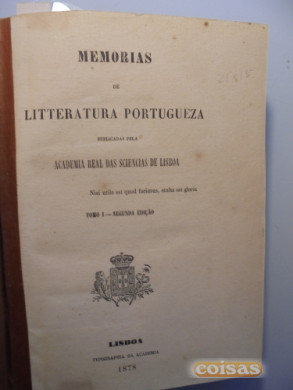 MEMORIAS
DE
LITTERATURA PORTUGUEZA
PUBLICADAS PELA
ACADEMIA REAL DAS SCIENCIAS DE LISBOA
Nisi utile est quod facimus, stulta est gloria
TOMO I — SEGUNDA EDIÇÃO
LISBOA
TYPOGRAPHIA DA ACADEMIA
1878
coisas